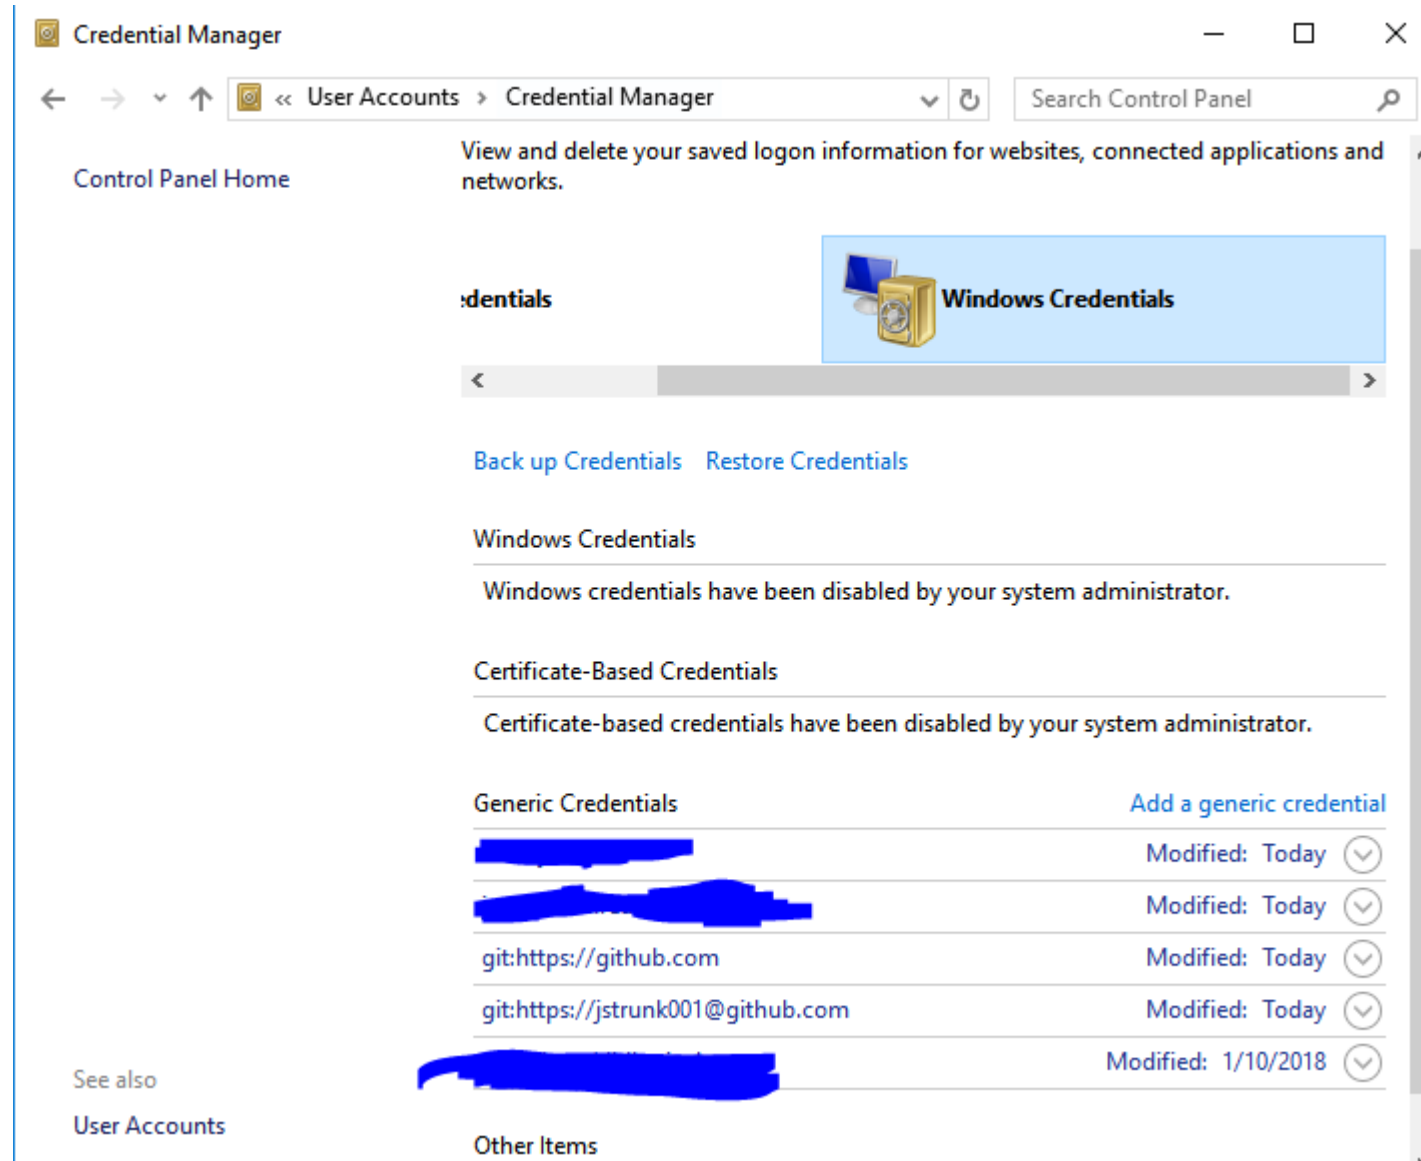 Credential Manager
« User Accounts > Credential Manager
Search Control Panel
Control Panel Home
View and delete your saved logon information for websites, connected applications and
networks.
edentials
Windows Credentials
Back up Credentials Restore Credentials
Windows Credentials
Windows credentials have been disabled by your system administrator.
Certificate-Based Credentials
Certificate-based credentials have been disabled by your system administrator.
Generic Credentials Add a generic credential
Modified: Today
Modified: Today
git:https://github.com Modified: Today
git:https://jstrunk001@github.com Modified: Today
Modified: 1/10/2018
See also
User Accounts
Other Items